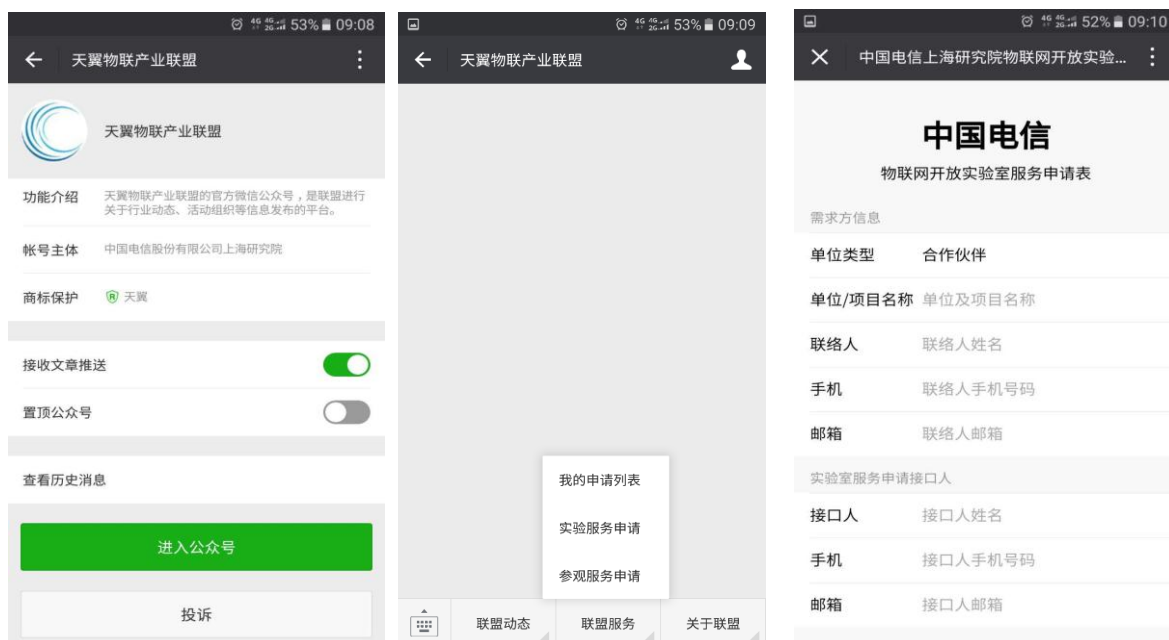 53% 09:08
天翼物联产业联盟
天翼物联产业联盟
功能介绍 天翼物联产业联盟的官方微信公众号，是联盟进行
关于行业动态、活动组织等信息发布的平台。
帐号主体 中国电信股份有限公司上海研究院
商标保护 ® 天翼
接收文章推送
置顶公众号
查看历史消息
进入公众号
投诉
53% 09:09
天翼物联产业联盟
我的申请列表
实验服务申请
参观服务申请
联盟动态 联盟服务 关于联盟
52% 09:10
中国电信上海研究院物联网开放实验...
中国电信
物联网开放实验室服务申请表
需求方信息
单位类型 合作伙伴
单位/项目名称 单位及项目名称
联络人 联络人姓名
手机 联络人手机号码
邮箱 联络人邮箱
实验室服务申请接口人
接口人 接口人姓名
手机 接口人手机号码
邮箱 接口人邮箱